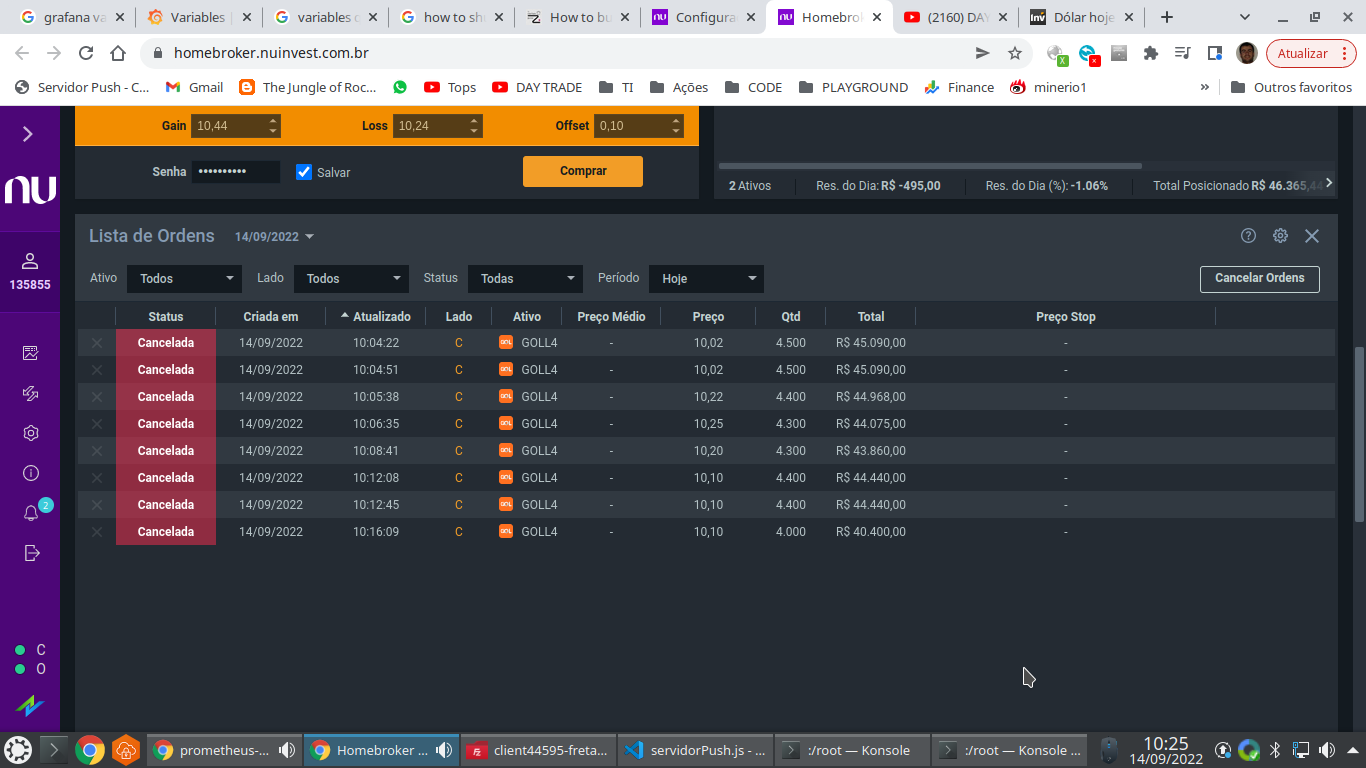 grafana va
Variables |
variables d
how to sh
How to bu
Configura
Homebrok
(2160) DAY
Dólar hoje
homebroker.nuinvest.com.br
Atualizar
Servidor Push - C...
Gmail
The Jungle of Roc...
Tops
DAY TRADE
TI
Ações
CODE
PLAYGROUND
Finance
minerio1
»
Outros favoritos
Gain 10,44 Loss 10,24 Offset 0,10
Senha •••••••••• Salvar Comprar
2 Ativos Res. do Dia: R$ -495,00 Res. do Dia (%): -1.06% Total Posicionado R$ 46.365,44
nu
135855
2
C
O
Lista de Ordens 14/09/2022
Ativo Todos Lado Todos Status Todas Período Hoje Cancelar Ordens
Status Criada em Atualizado Lado Ativo Preço Médio Preço Qtd Total Preço Stop
Cancelada 14/09/2022 10:04:22 C GOL GOLL4 - 10,02 4.500 R$ 45.090,00 -
Cancelada 14/09/2022 10:04:51 C GOL GOLL4 - 10,02 4.500 R$ 45.090,00 -
Cancelada 14/09/2022 10:05:38 C GOL GOLL4 - 10,22 4.400 R$ 44.968,00 -
Cancelada 14/09/2022 10:06:35 C GOL GOLL4 - 10,25 4.300 R$ 44.075,00 -
Cancelada 14/09/2022 10:08:41 C GOL GOLL4 - 10,20 4.300 R$ 43.860,00 -
Cancelada 14/09/2022 10:12:08 C GOL GOLL4 - 10,10 4.400 R$ 44.440,00 -
Cancelada 14/09/2022 10:12:45 C GOL GOLL4 - 10,10 4.400 R$ 44.440,00 -
Cancelada 14/09/2022 10:16:09 C GOL GOLL4 - 10,10 4.000 R$ 40.400,00 -
prometheus-...
Homebroker ...
client44595-freta...
servidorPush.js - ...
:/root — Konsole
:/root — Konsole ...
10:25
14/09/2022